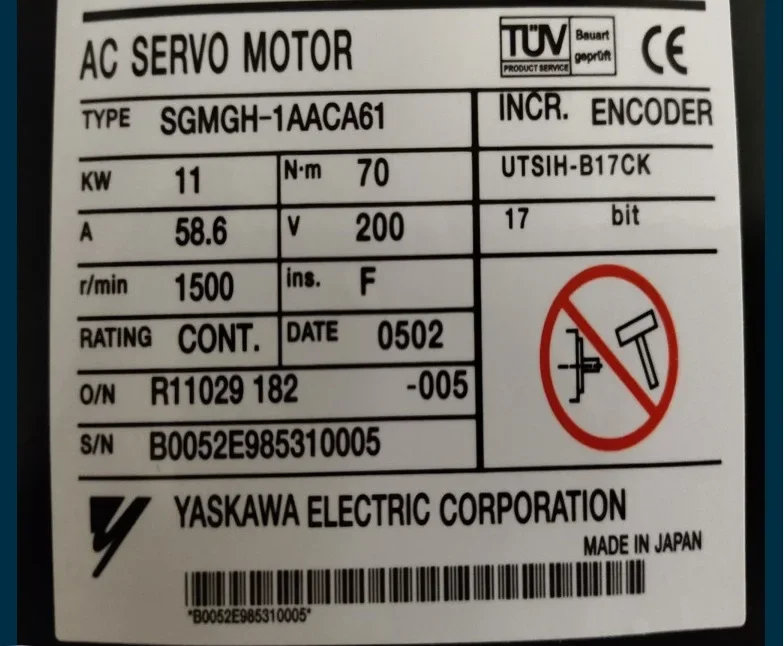 AC SERVO MOTOR
TÜV
PRODUCT SERVICE
Bauart
geprüft
CE
TYPE SGMGH-1AACA61
INCR. ENCODER
KW 11 N·m 70
UTSIH-B17CK
A 58.6 V 200
17 bit
r/min 1500 ins. F
RATING CONT. DATE 0502
O/N R11029 182 -005
S/N B0052E985310005
YASKAWA ELECTRIC CORPORATION
MADE IN JAPAN
*B0052E985310005*